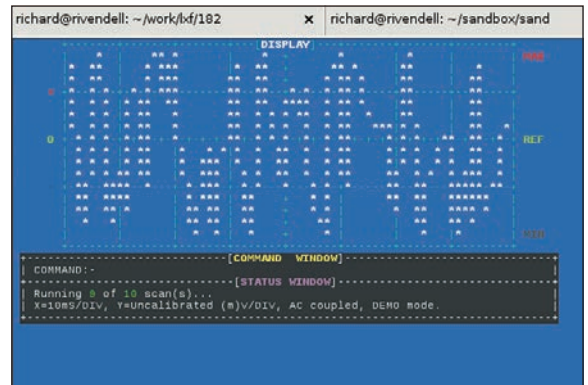 richard@rivendell: ~/work/lxf/182 x richard@rivendell: ~/sandbox/sand
[DISPLAY]
MAX
0 REF
MIN
[COMMAND WINDOW]
COMMAND:-
[STATUS WINDOW]
Running 9 of 10 scan(s)...
X=10mS/DIV, Y=Uncalibrated (m)V/DIV, AC coupled, DEMO mode.